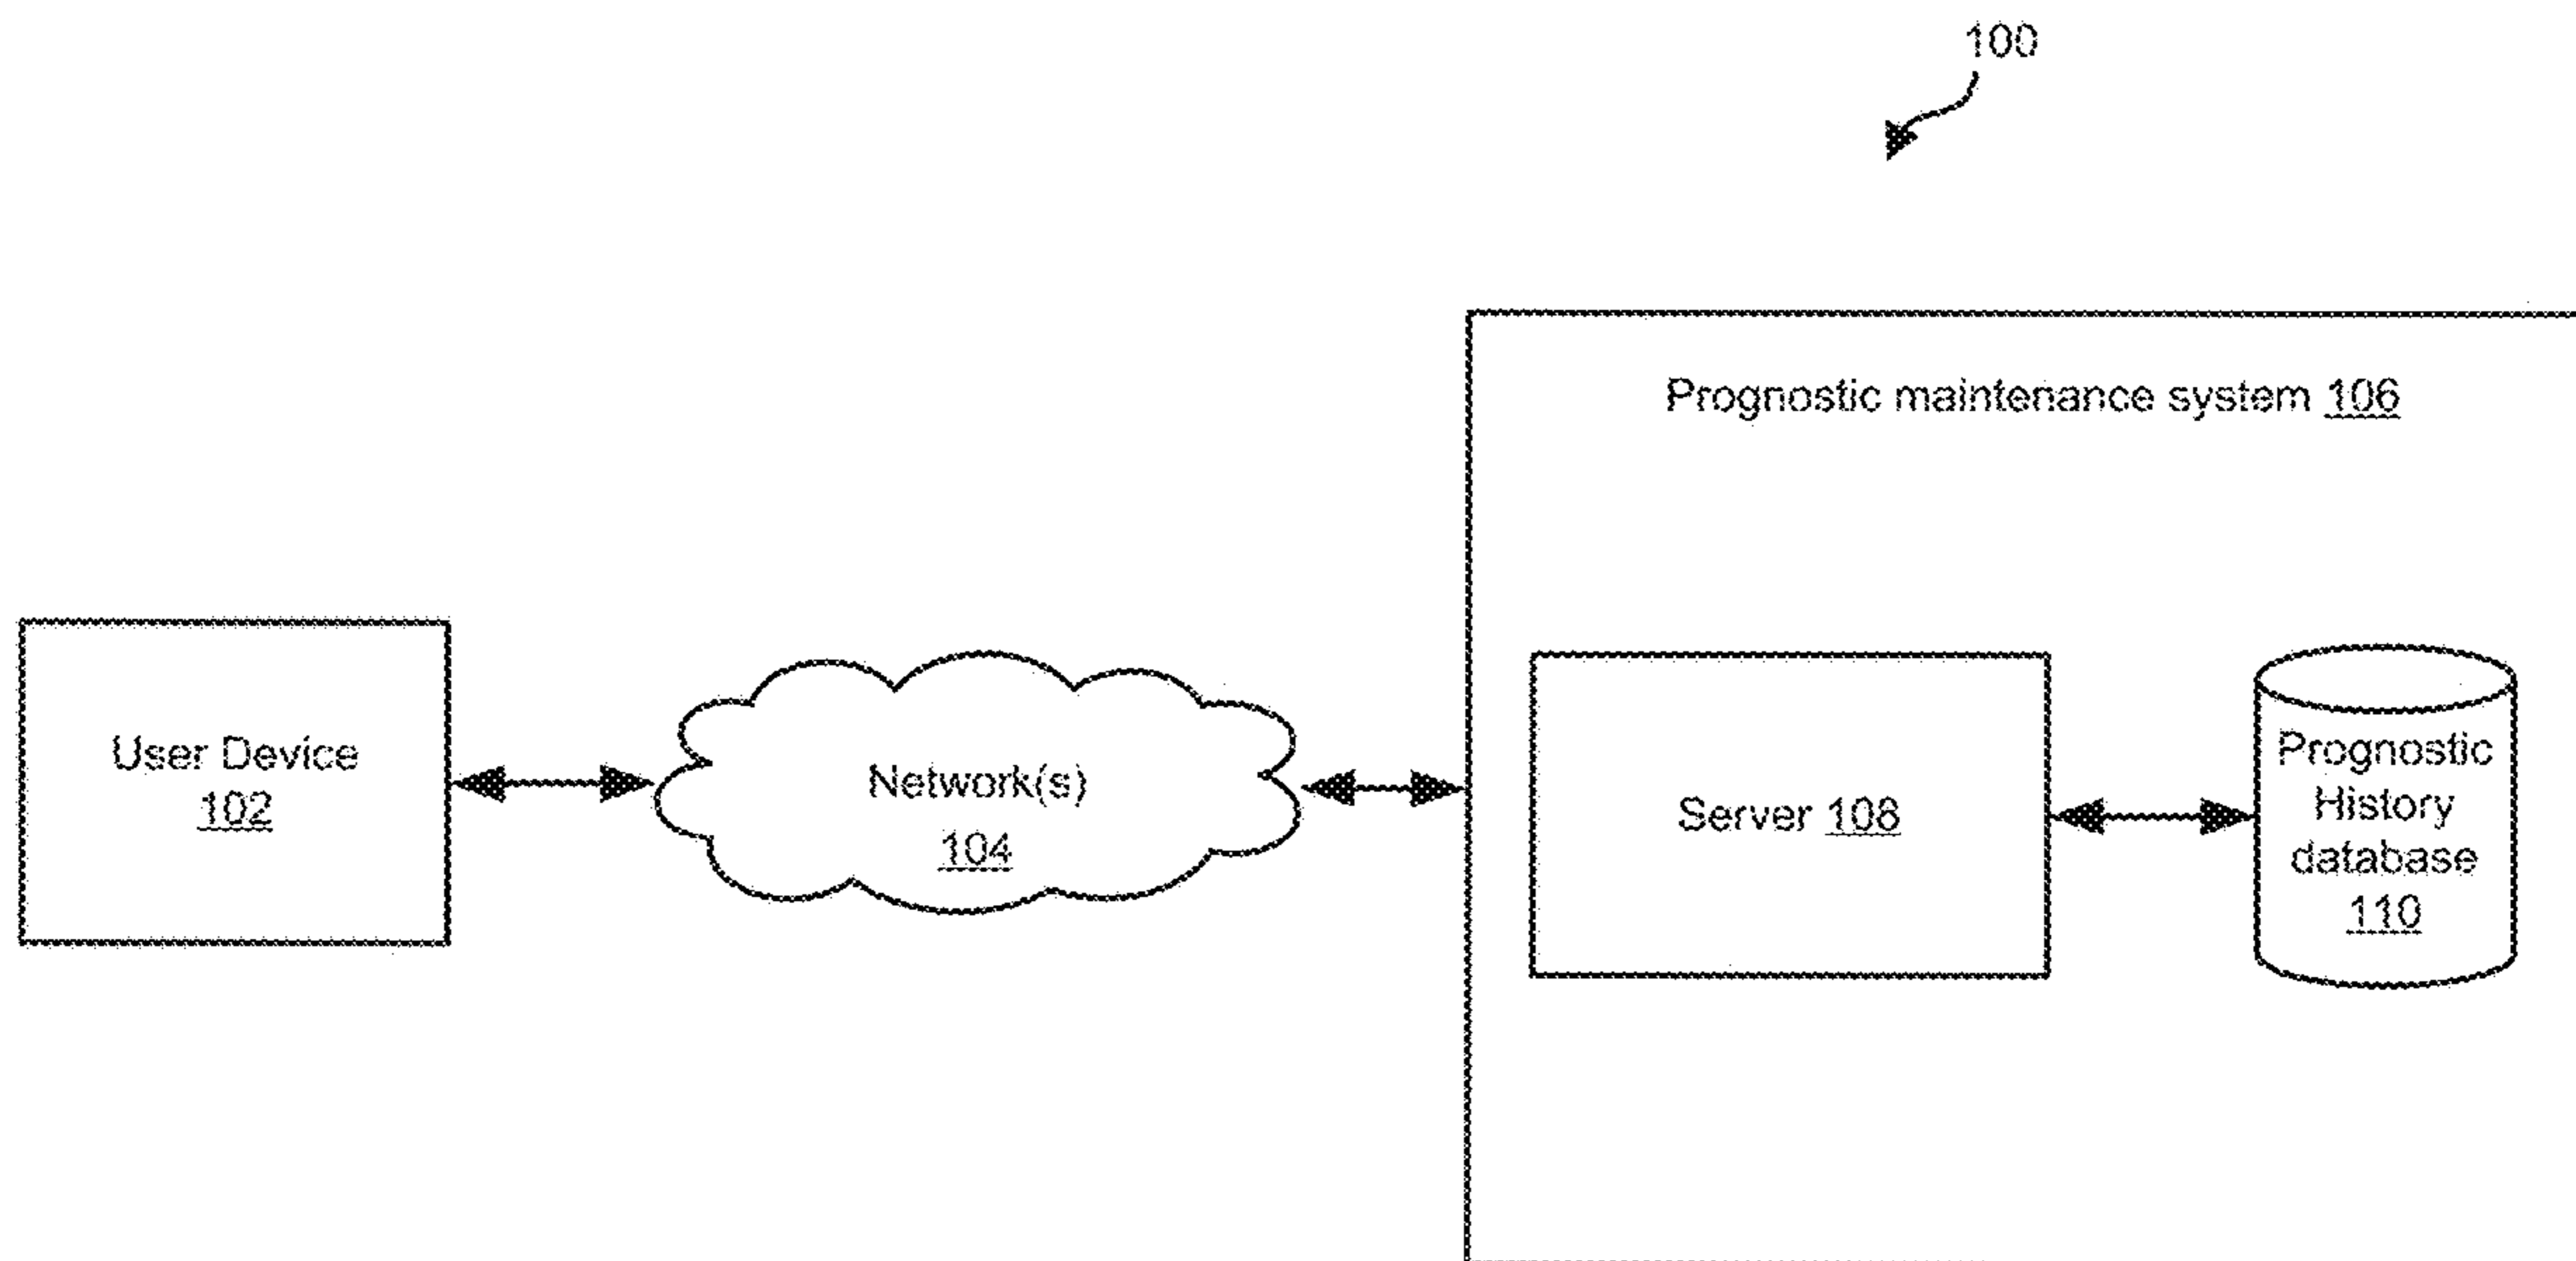 100
Prognostic maintenance system 106
User Device
102
Network(s)
104
Server 108
Prognostic
History
database
110